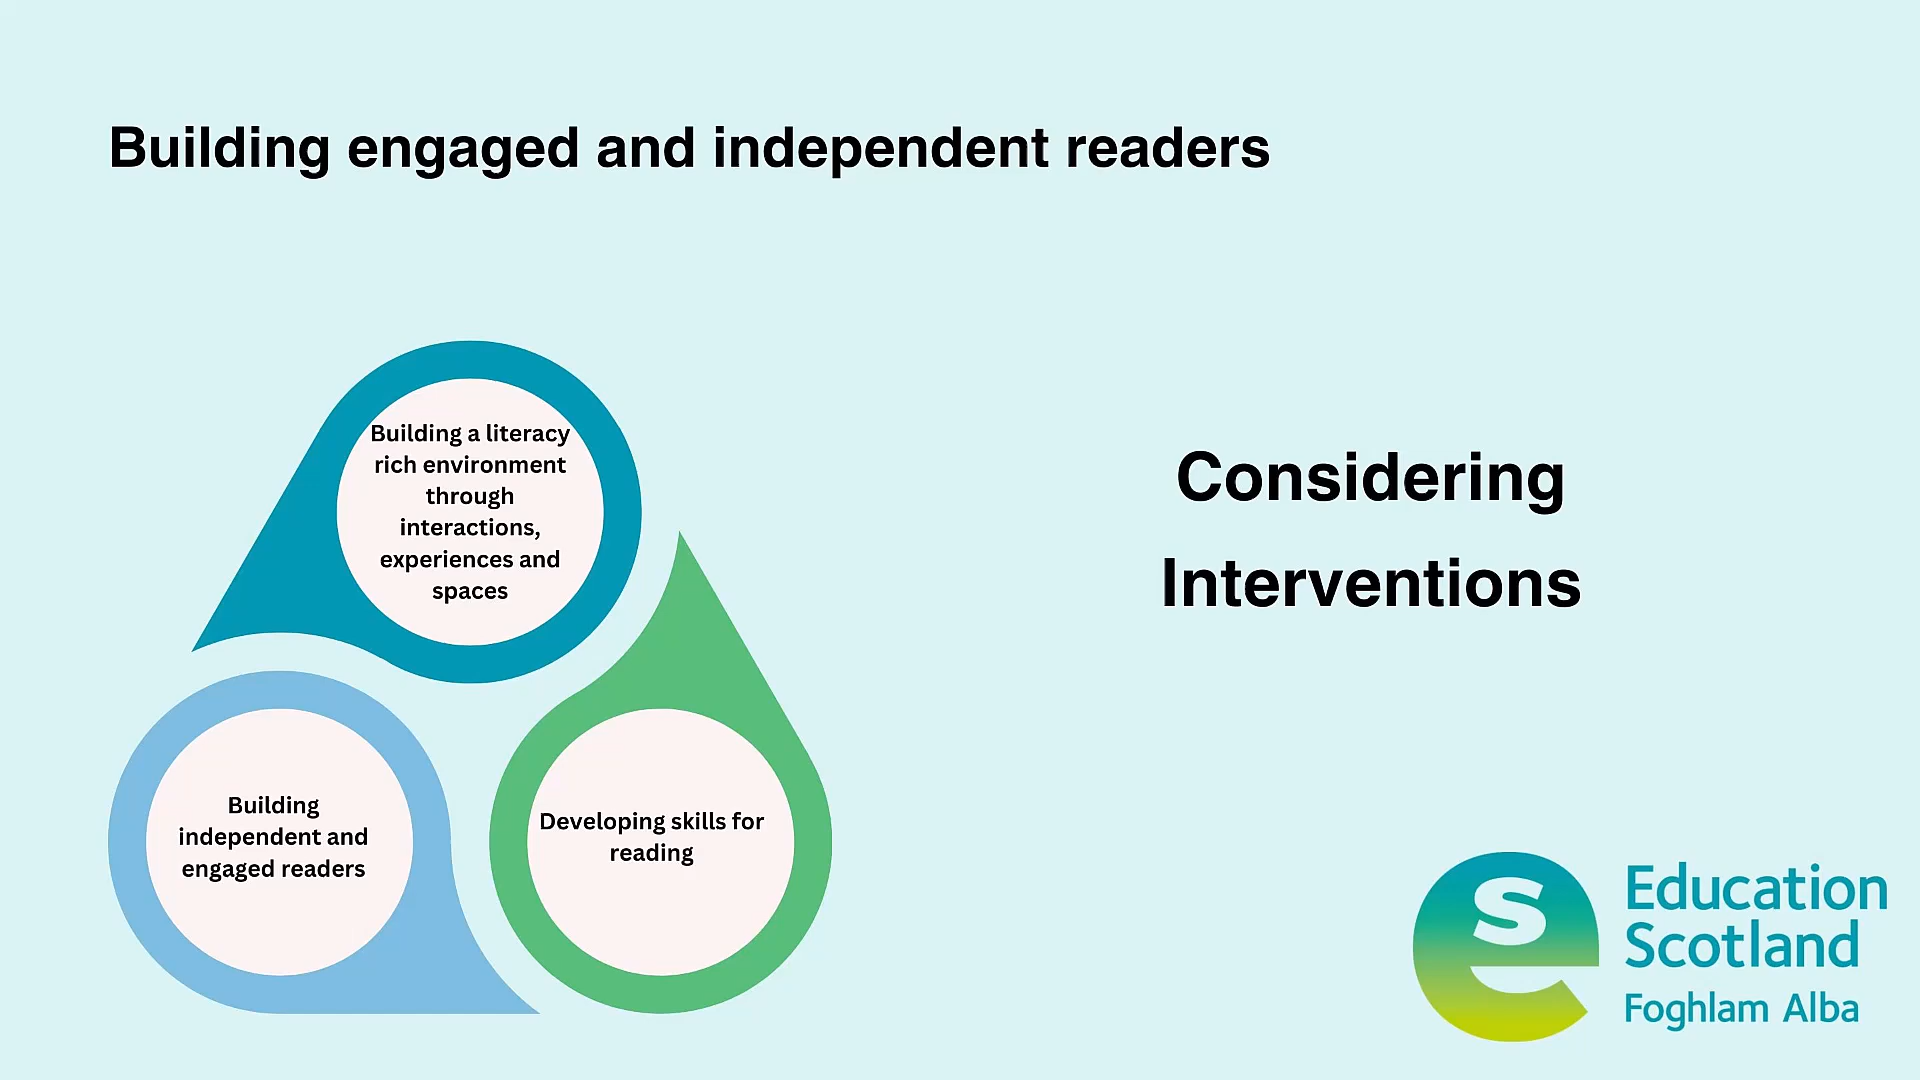 Building engaged and independent readers
Building a literacy
rich environment
through
interactions,
experiences and
spaces
Building
independent and
engaged readers
Developing skills for
reading
Considering
Interventions
Education
Scotland
Foghlam Alba